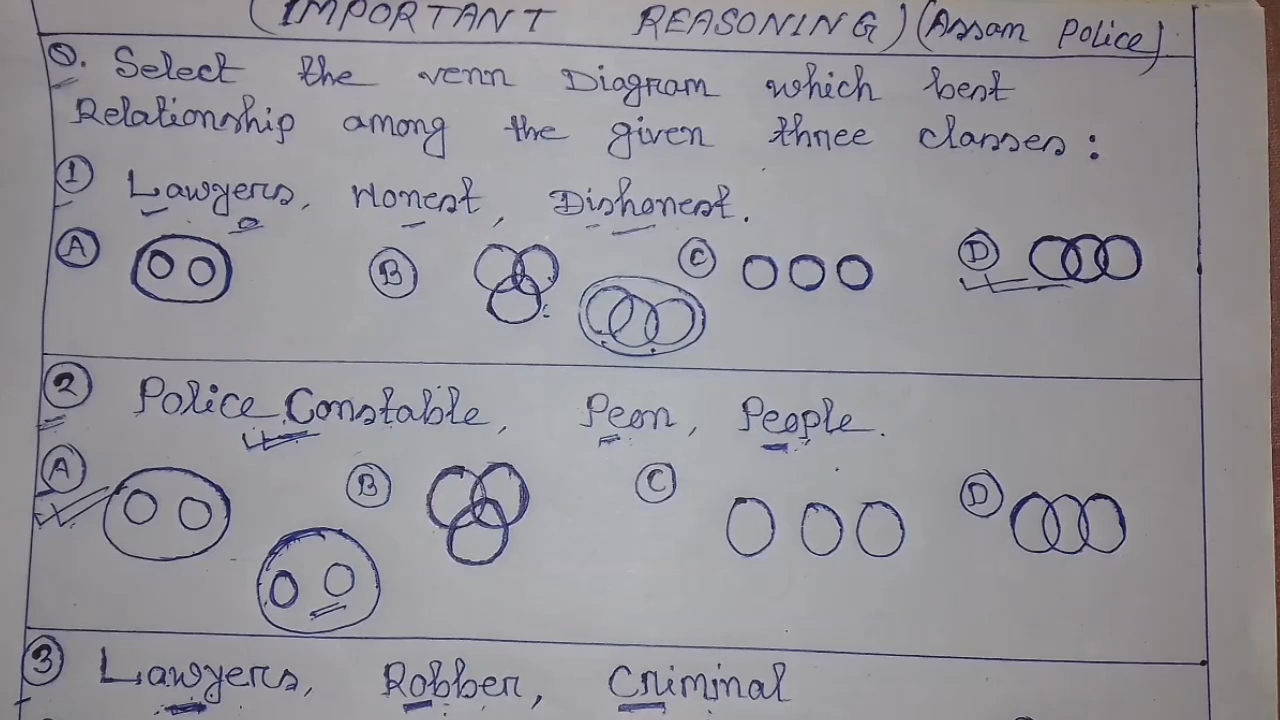 (IMPORTANT REASONING) (Assam Police)
Q. Select the venn Diagram which best
Relationship among the given three classes:
① Lawyers, Honest, Dishonest.
Ⓐ Ⓑ Ⓒ Ⓓ
② Police Constable, Peon, People.
Ⓐ Ⓑ Ⓒ Ⓓ
③ Lawyers, Robber, Criminal